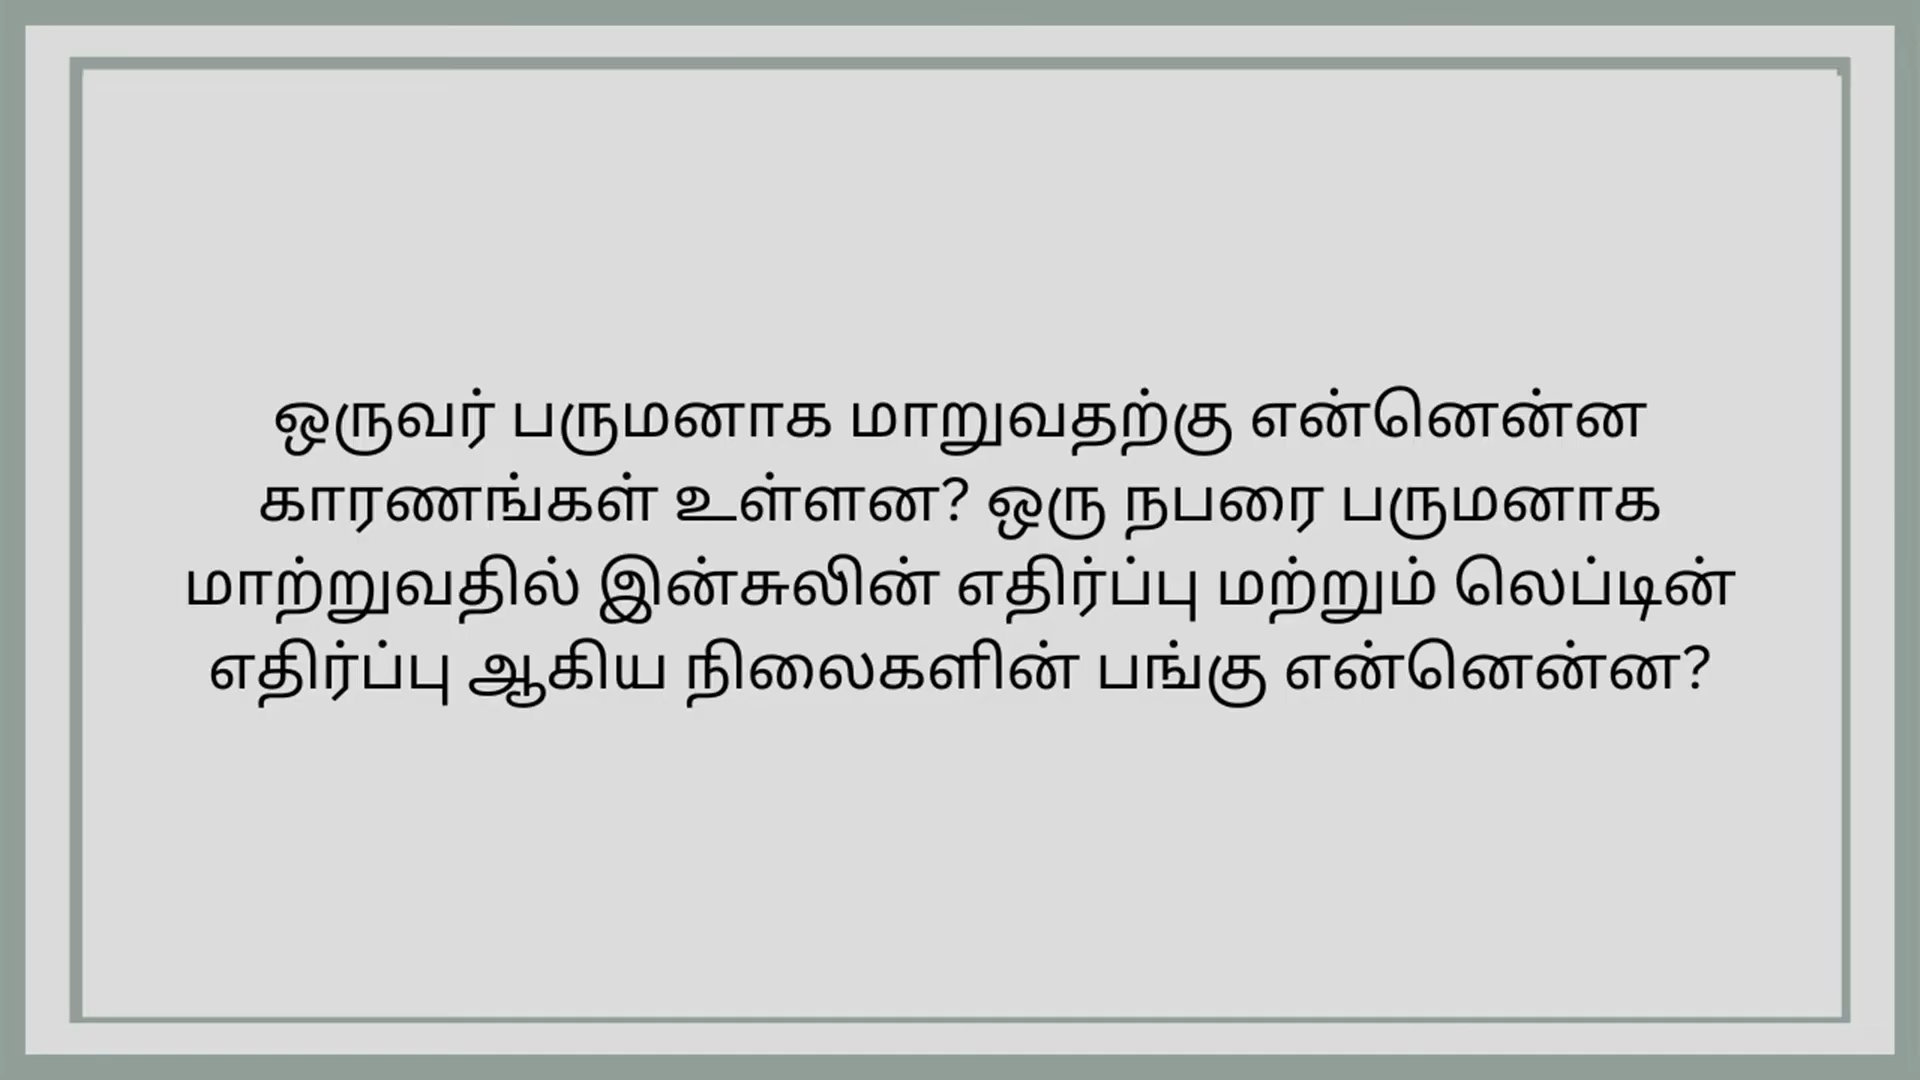 ஒருவர் பருமனாக மாறுவதற்கு என்னென்ன
காரணங்கள் உள்ளன? ஒரு நபரை பருமனாக
மாற்றுவதில் இன்சுலின் எதிர்ப்பு மற்றும் லெப்டின்
எதிர்ப்பு ஆகிய நிலைகளின் பங்கு என்னென்ன?